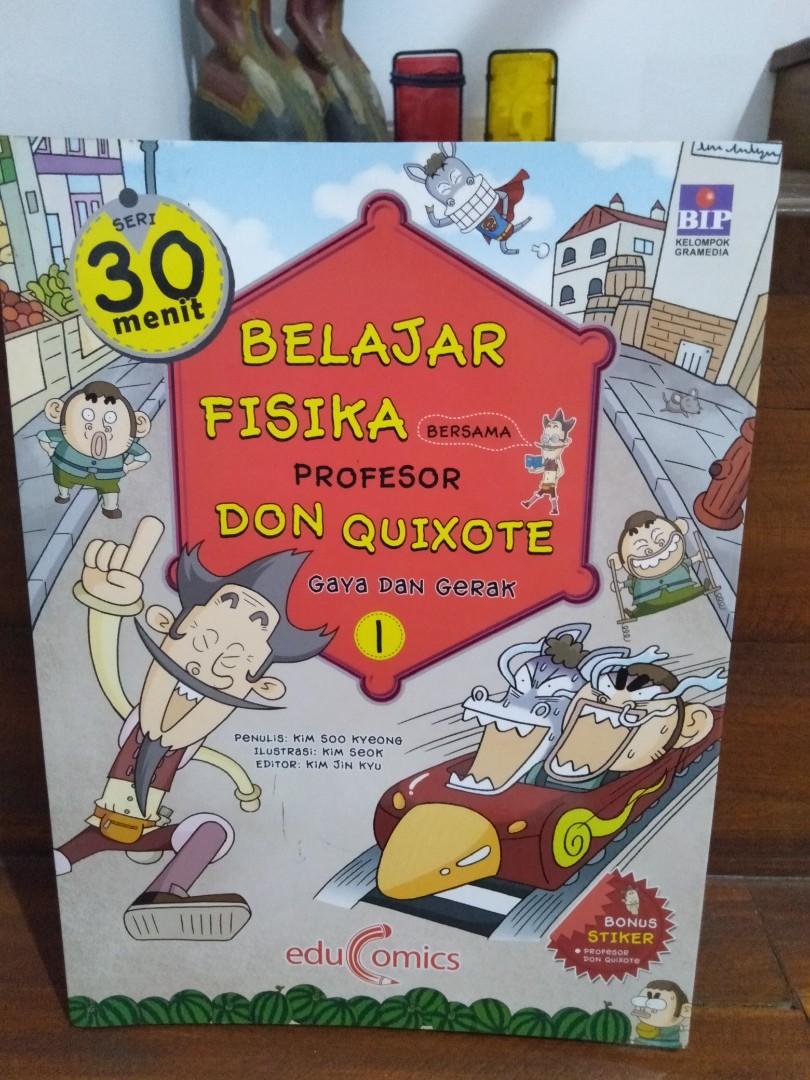 SERI
30
menit
BIP
KELOMPOK
GRAMEDIA
BELAJAR
FISIKA BERSAMA
PROFESOR
DON QUIXOTE
Gaya Dan Gerak
1
Penulis: Kim Soo Kyeong
Ilustrasi: Kim Seok
Editor: Kim Jin Kyu
BONUS
STIKER
• PROFESOR
DON QUIXOTE
eduComics